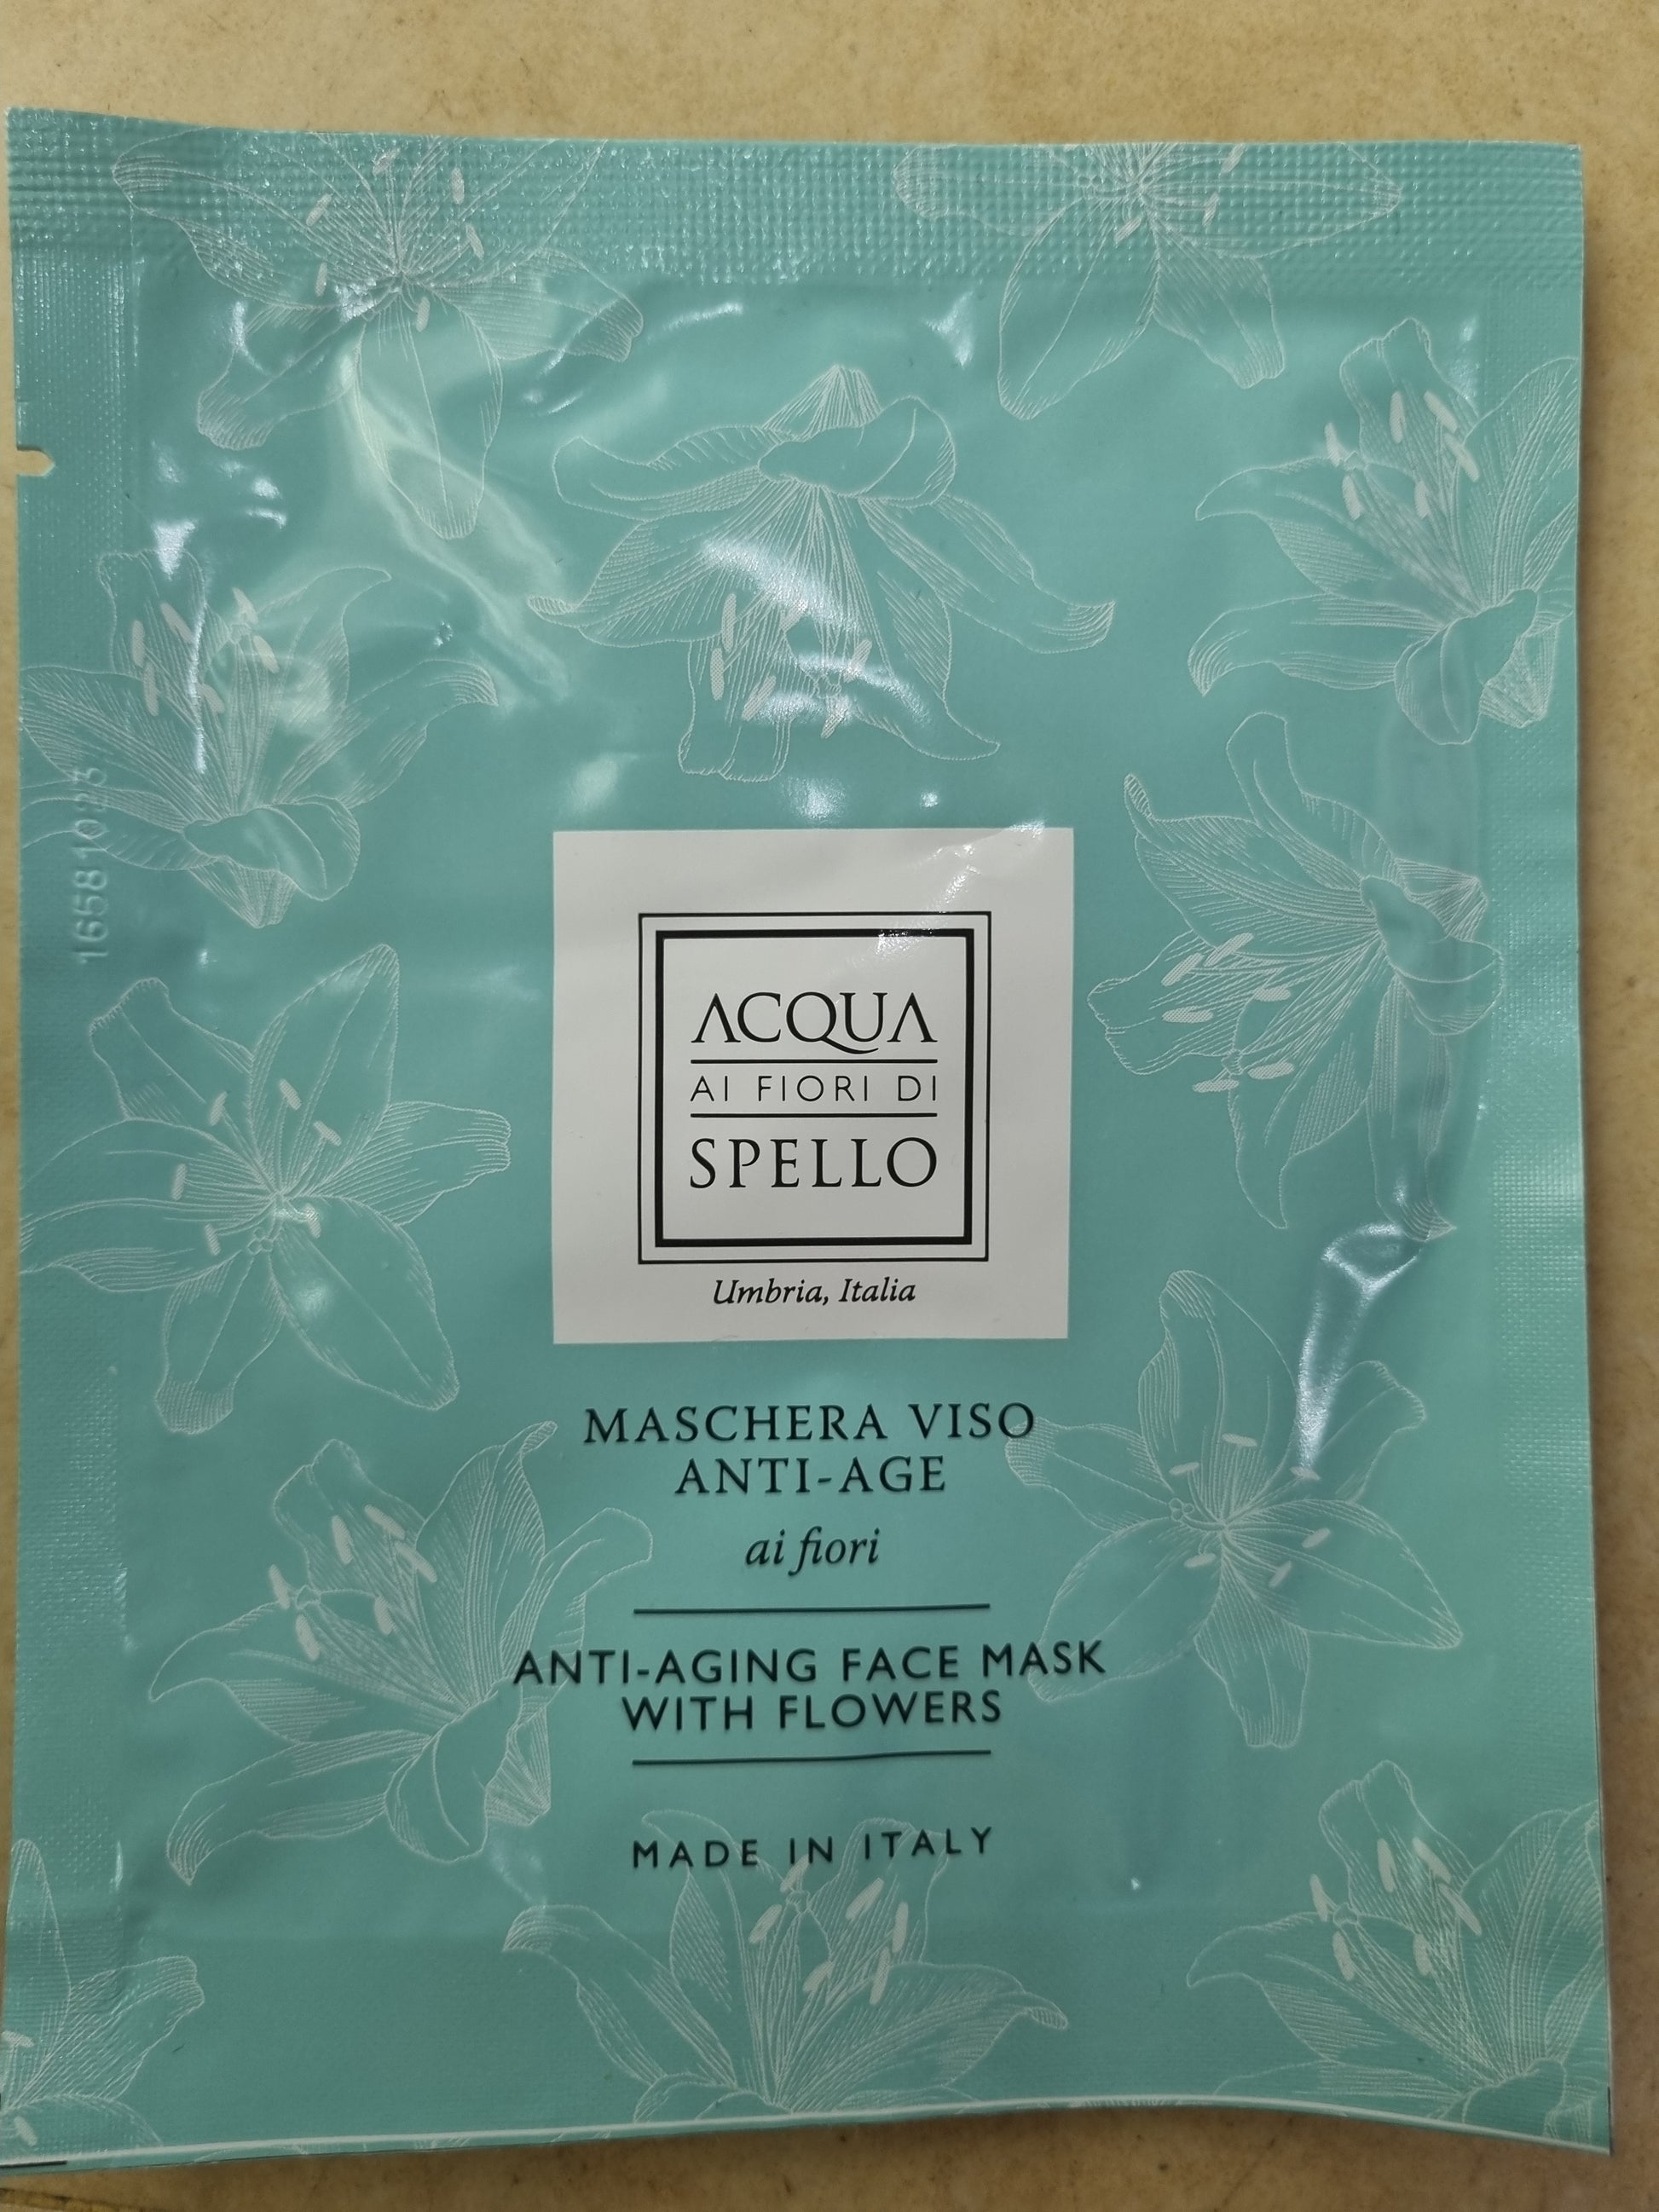 ACQUA
AI FIORI DI
SPELLO
Umbria, Italia
MASCHERA VISO
ANTI-AGE
ai fiori
ANTI-AGING FACE MASK
WITH FLOWERS
MADE IN ITALY
16581023